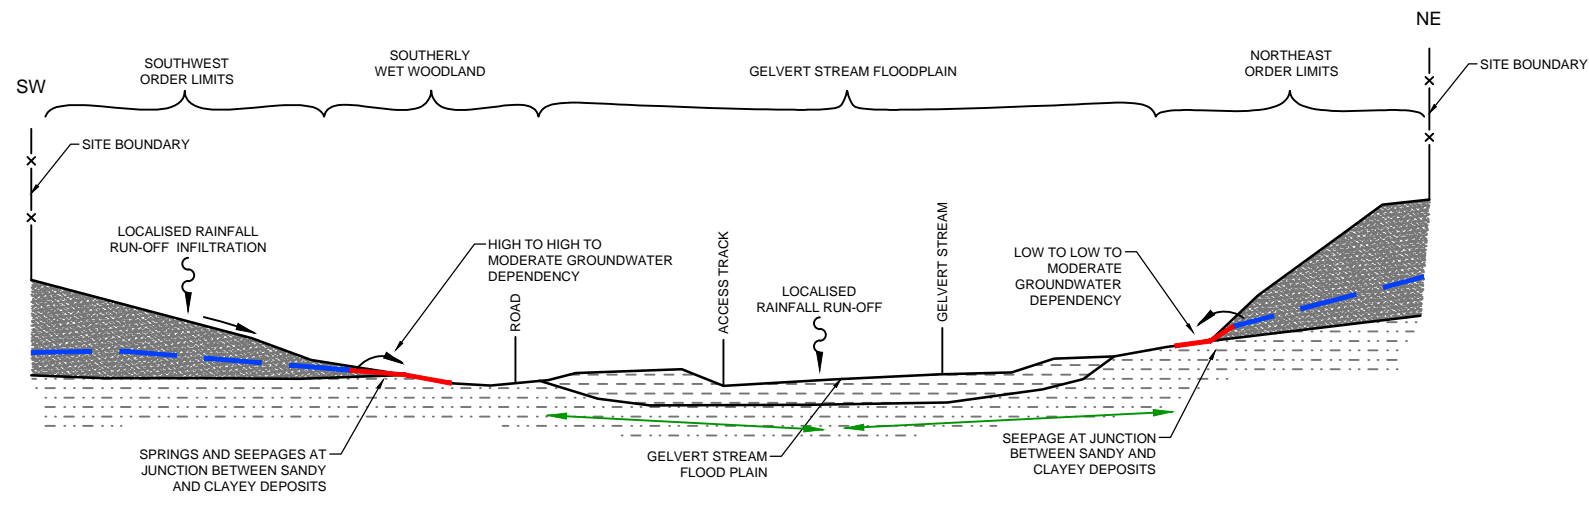 NE
SOUTHWEST
ORDER LIMITS
SOUTHERLY
WET WOODLAND
GELVERT STREAM FLOODPLAIN
NORTHEAST
ORDER LIMITS
SITE BOUNDARY
SW
SITE BOUNDARY
LOCALISED RAINFALL
RUN-OFF INFILTRATION
HIGH TO HIGH TO
MODERATE GROUNDWATER
DEPENDENCY
ROAD
ACCESS TRACK
LOCALISED
RAINFALL RUN-OFF
GELVERT STREAM
LOW TO LOW TO
MODERATE
GROUNDWATER
DEPENDENCY
SPRINGS AND SEEPAGES AT
JUNCTION BETWEEN SANDY
AND CLAYEY DEPOSITS
GELVERT STREAM
FLOOD PLAIN
SEEPAGE AT JUNCTION
BETWEEN SANDY AND
CLAYEY DEPOSITS